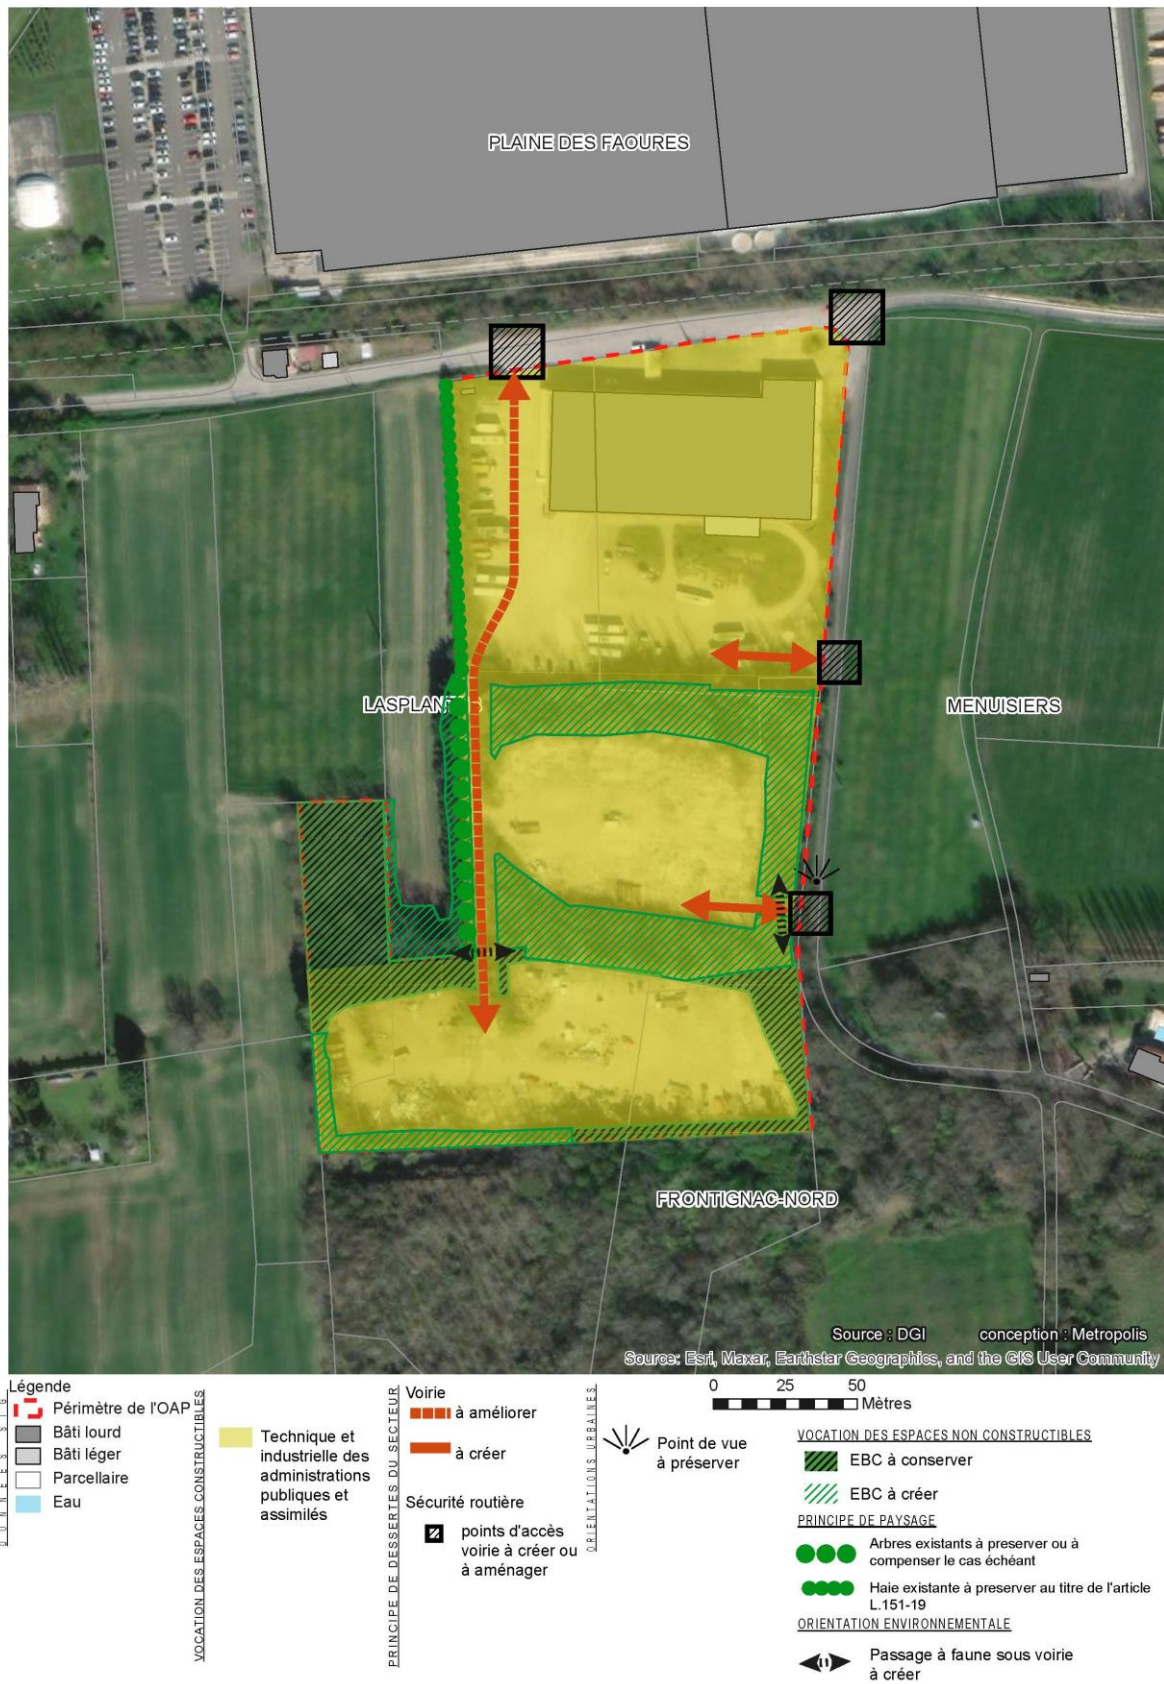 PLAINE DES FAOURES
MENUISIERS
FRONTIGNAC-NORD
Source : DGI conception : Metropolis
Source: Esri, Maxar, Earthstar Geographics, and the GIS User Community
Légende
Périmètre de l'OAP
Bâti lourd
Bâti léger
Parcellaire
Eau
VOCATION DES ESPACES CONSTRUCTIBLES
Technique et
industrielle des
administrations
publiques et
assimilés
PRINCIPE DE DESSERTES DU SECTEUR
Voirie
à améliorer
à créer
Sécurité routière
points d'accès
voirie à créer ou
à aménager
ORIENTATIONS URBAINES
Point de vue
à préserver
0 25 50
Mètres
VOCATION DES ESPACES NON CONSTRUCTIBLES
EBC à conserver
EBC à créer
PRINCIPE DE PAYSAGE
Arbres existants à preserver ou à
compenser le cas échéant
Haie existante à preserver au titre de l'article
L.151-19
ORIENTATION ENVIRONNEMENTALE
Passage à faune sous voirie
à créer